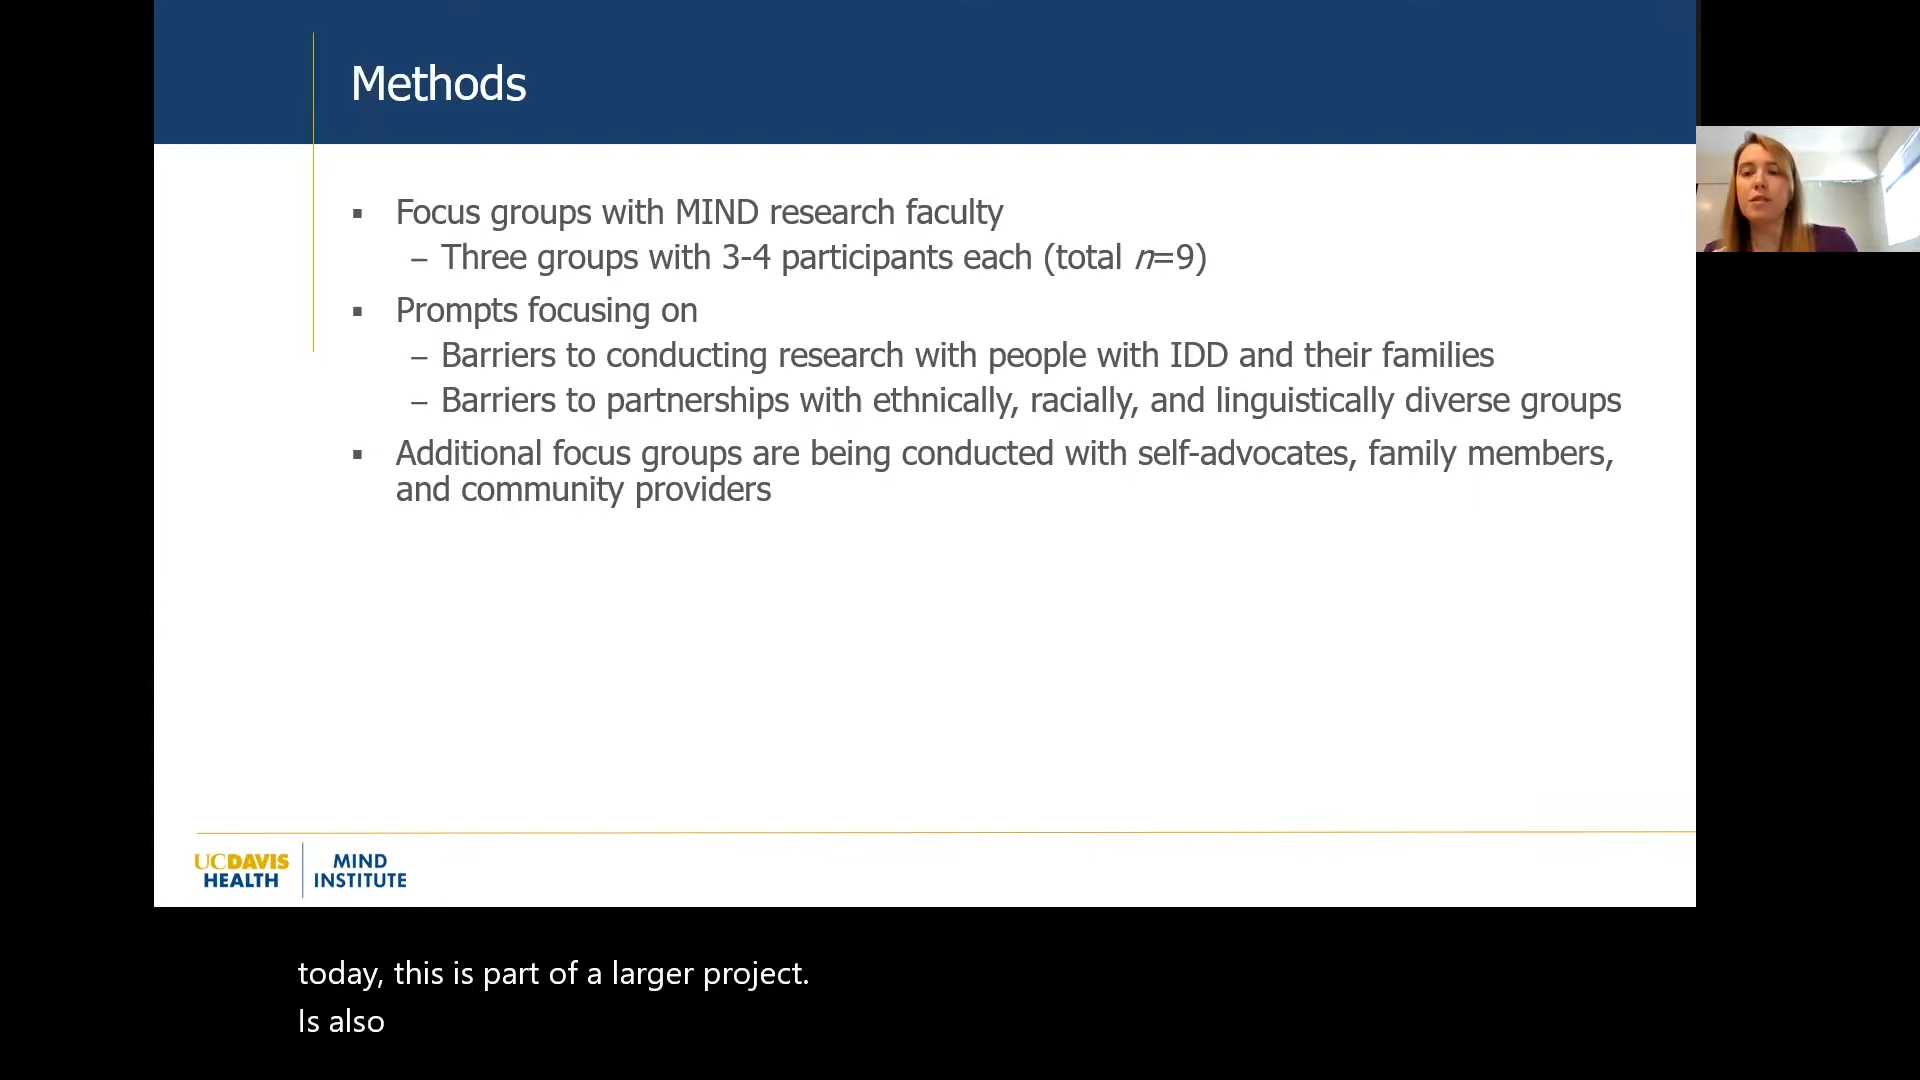 Methods
▪ Focus groups with MIND research faculty
– Three groups with 3-4 participants each (total n=9)
▪ Prompts focusing on
– Barriers to conducting research with people with IDD and their families
– Barriers to partnerships with ethnically, racially, and linguistically diverse groups
▪ Additional focus groups are being conducted with self-advocates, family members,
and community providers
UCDAVIS
HEALTH
MIND
INSTITUTE
today, this is part of a larger project.
Is also